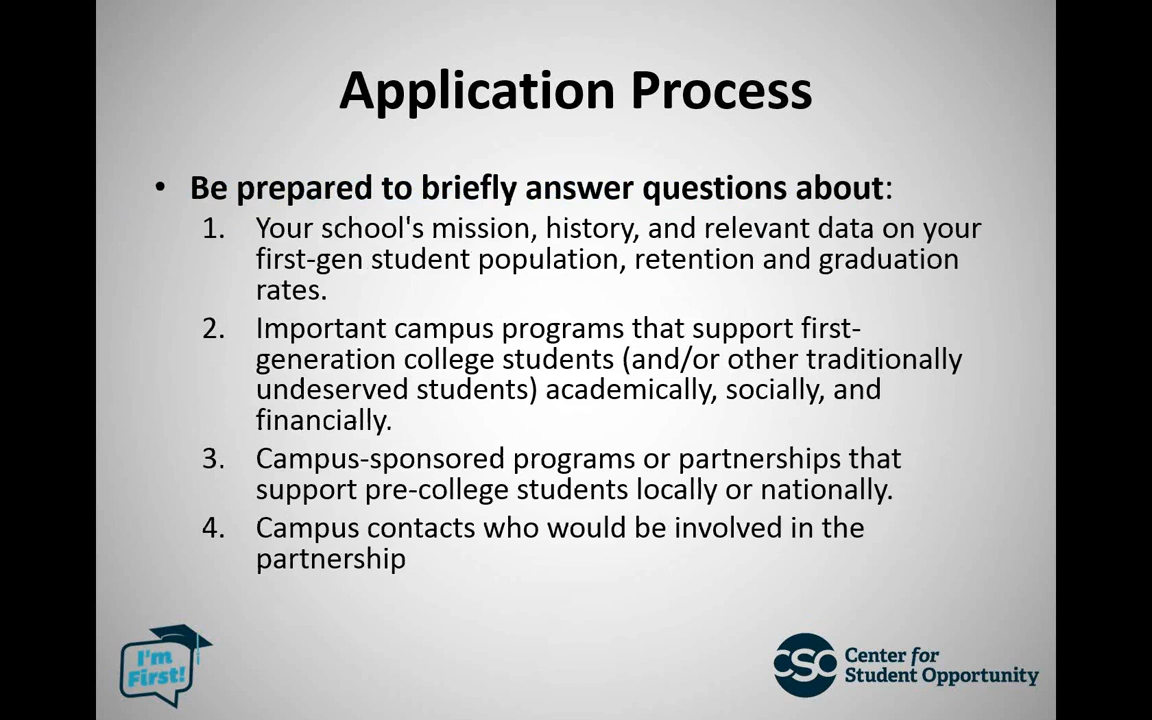 Application Process
• Be prepared to briefly answer questions about:
1. Your school's mission, history, and relevant data on your
first-gen student population, retention and graduation
rates.
2. Important campus programs that support first-
generation college students (and/or other traditionally
undeserved students) academically, socially, and
financially.
3. Campus-sponsored programs or partnerships that
support pre-college students locally or nationally.
4. Campus contacts who would be involved in the
partnership
I'm
First!
CSO
Center for
Student Opportunity